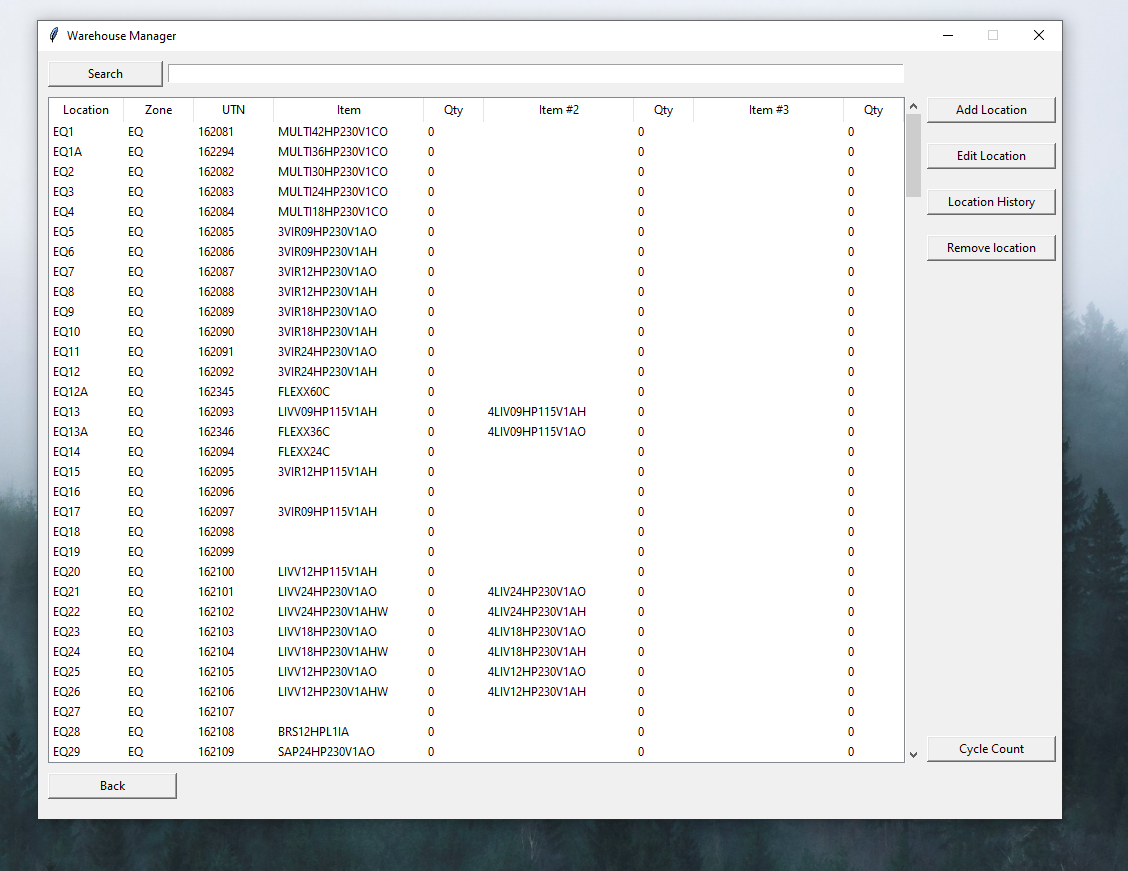 Warehouse Manager
Search
Location Zone UTN Item Qty Item #2 Qty Item #3 Qty
EQ1 EQ 162081 MULTI42HP230V1CO 0 0 0
EQ1A EQ 162294 MULTI36HP230V1CO 0 0 0
EQ2 EQ 162082 MULTI30HP230V1CO 0 0 0
EQ3 EQ 162083 MULTI24HP230V1CO 0 0 0
EQ4 EQ 162084 MULTI18HP230V1CO 0 0 0
EQ5 EQ 162085 3VIR09HP230V1AO 0 0 0
EQ6 EQ 162086 3VIR09HP230V1AH 0 0 0
EQ7 EQ 162087 3VIR12HP230V1AO 0 0 0
EQ8 EQ 162088 3VIR12HP230V1AH 0 0 0
EQ9 EQ 162089 3VIR18HP230V1AO 0 0 0
EQ10 EQ 162090 3VIR18HP230V1AH 0 0 0
EQ11 EQ 162091 3VIR24HP230V1AO 0 0 0
EQ12 EQ 162092 3VIR24HP230V1AH 0 0 0
EQ12A EQ 162345 FLEXX60C 0 0 0
EQ13 EQ 162093 LIVV09HP115V1AH 0 4LIV09HP115V1AH 0 0
EQ13A EQ 162346 FLEXX36C 0 4LIV09HP115V1AO 0 0
EQ14 EQ 162094 FLEXX24C 0 0 0
EQ15 EQ 162095 3VIR12HP115V1AH 0 0 0
EQ16 EQ 162096 0 0 0
EQ17 EQ 162097 3VIR09HP115V1AH 0 0 0
EQ18 EQ 162098 0 0 0
EQ19 EQ 162099 0 0 0
EQ20 EQ 162100 LIVV12HP115V1AH 0 0 0
EQ21 EQ 162101 LIVV24HP230V1AO 0 4LIV24HP230V1AO 0 0
EQ22 EQ 162102 LIVV24HP230V1AHW 0 4LIV24HP230V1AH 0 0
EQ23 EQ 162103 LIVV18HP230V1AO 0 4LIV18HP230V1AO 0 0
EQ24 EQ 162104 LIVV18HP230V1AHW 0 4LIV18HP230V1AH 0 0
EQ25 EQ 162105 LIVV12HP230V1AO 0 4LIV12HP230V1AO 0 0
EQ26 EQ 162106 LIVV12HP230V1AHW 0 4LIV12HP230V1AH 0 0
EQ27 EQ 162107 0 0 0
EQ28 EQ 162108 BRS12HPL1IA 0 0 0
EQ29 EQ 162109 SAP24HP230V1AO 0 0 0
Add Location
Edit Location
Location History
Remove location
Cycle Count
Back